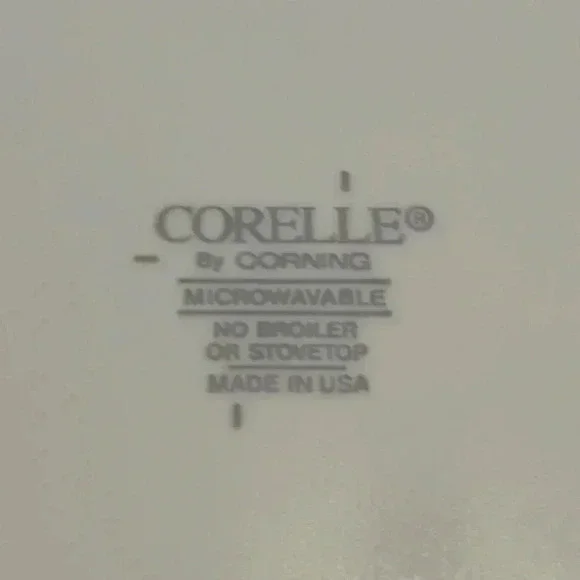 CORELLE®
By CORNING
MICROWAVABLE
NO BROILER
OR STOVETOP
MADE IN USA